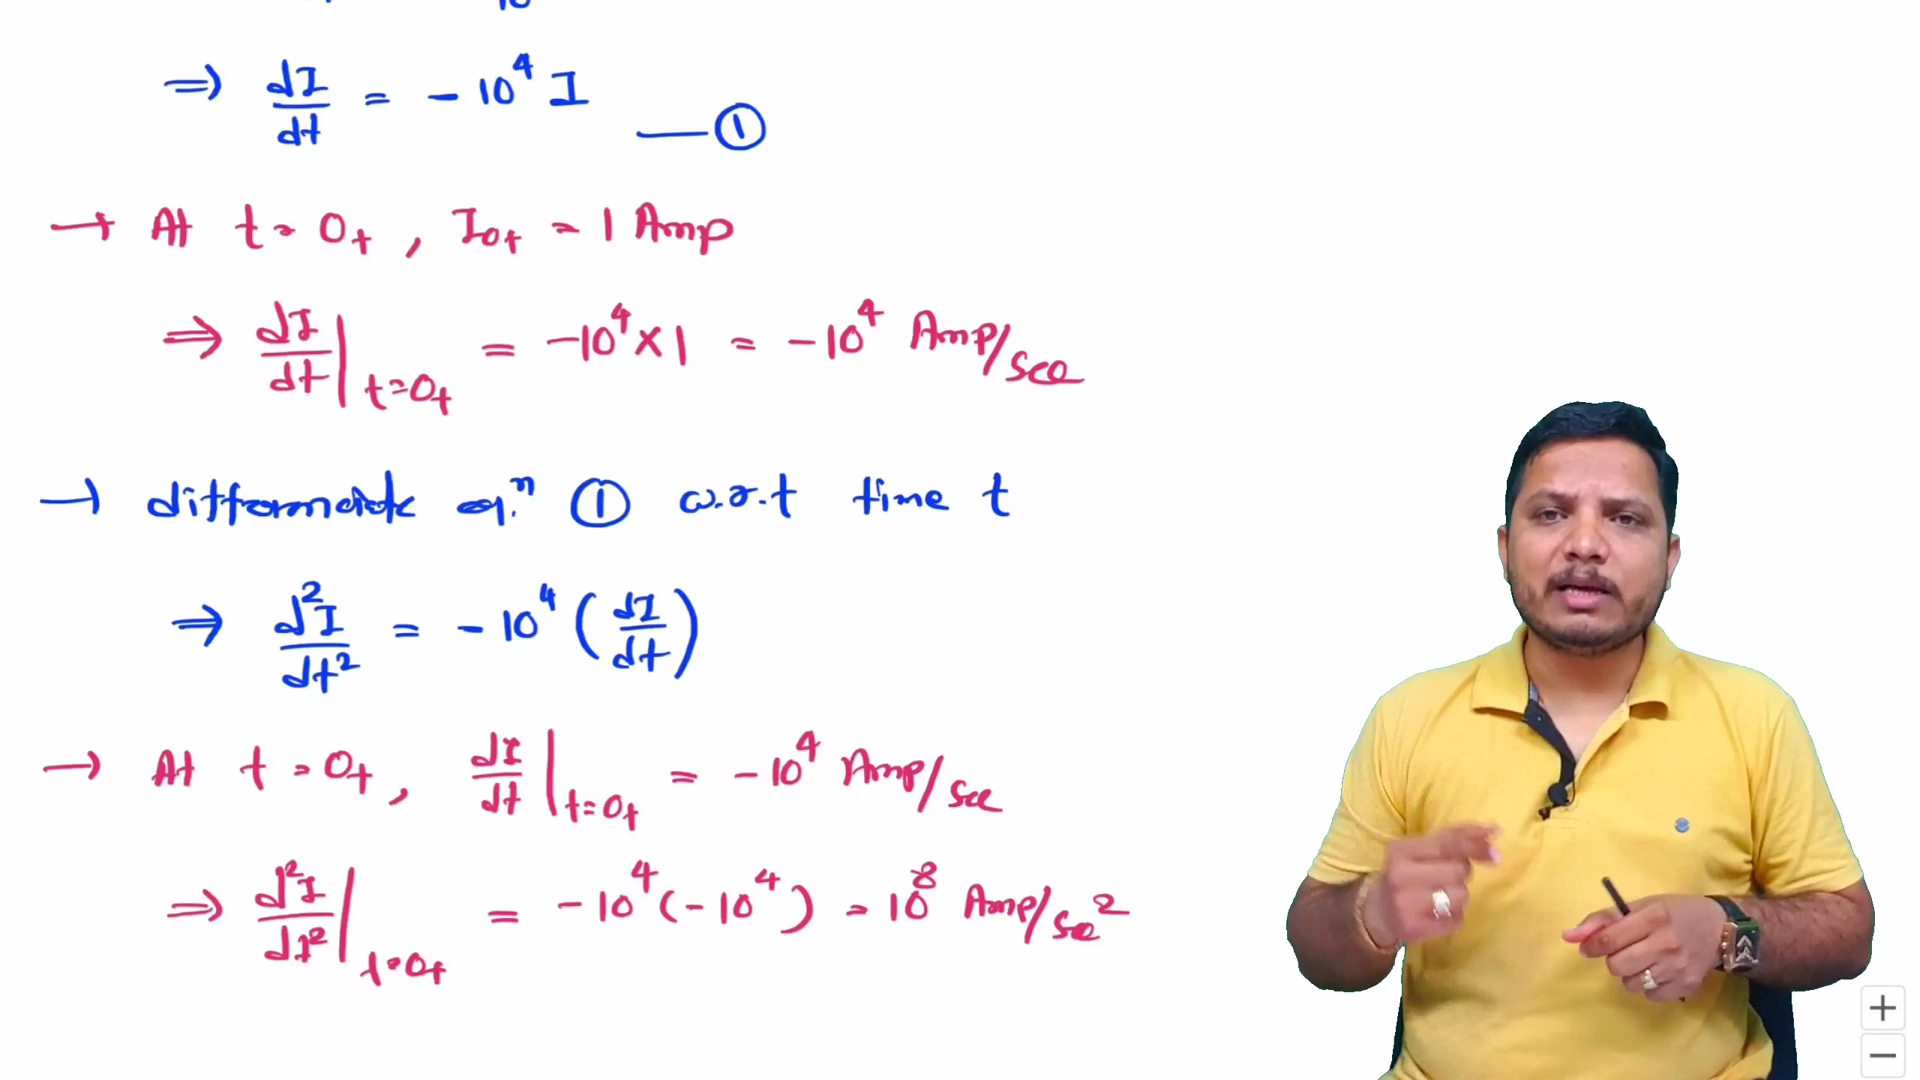 ⇒ dI/dt = - 10⁴ I —— ①
→ At t = 0+ , I0+ = 1 Amp
⇒ dI/dt |t=0+ = -10⁴ × 1 = -10⁴ Amp/sec
→ differentiate eqⁿ ① w.r.t time t
⇒ d²I/dt² = - 10⁴ (dI/dt)
→ At t = 0+ , dI/dt |t=0+ = - 10⁴ Amp/sec
⇒ d²I/dt² |t=0+ = - 10⁴ (- 10⁴) = 10⁸ Amp/sec²